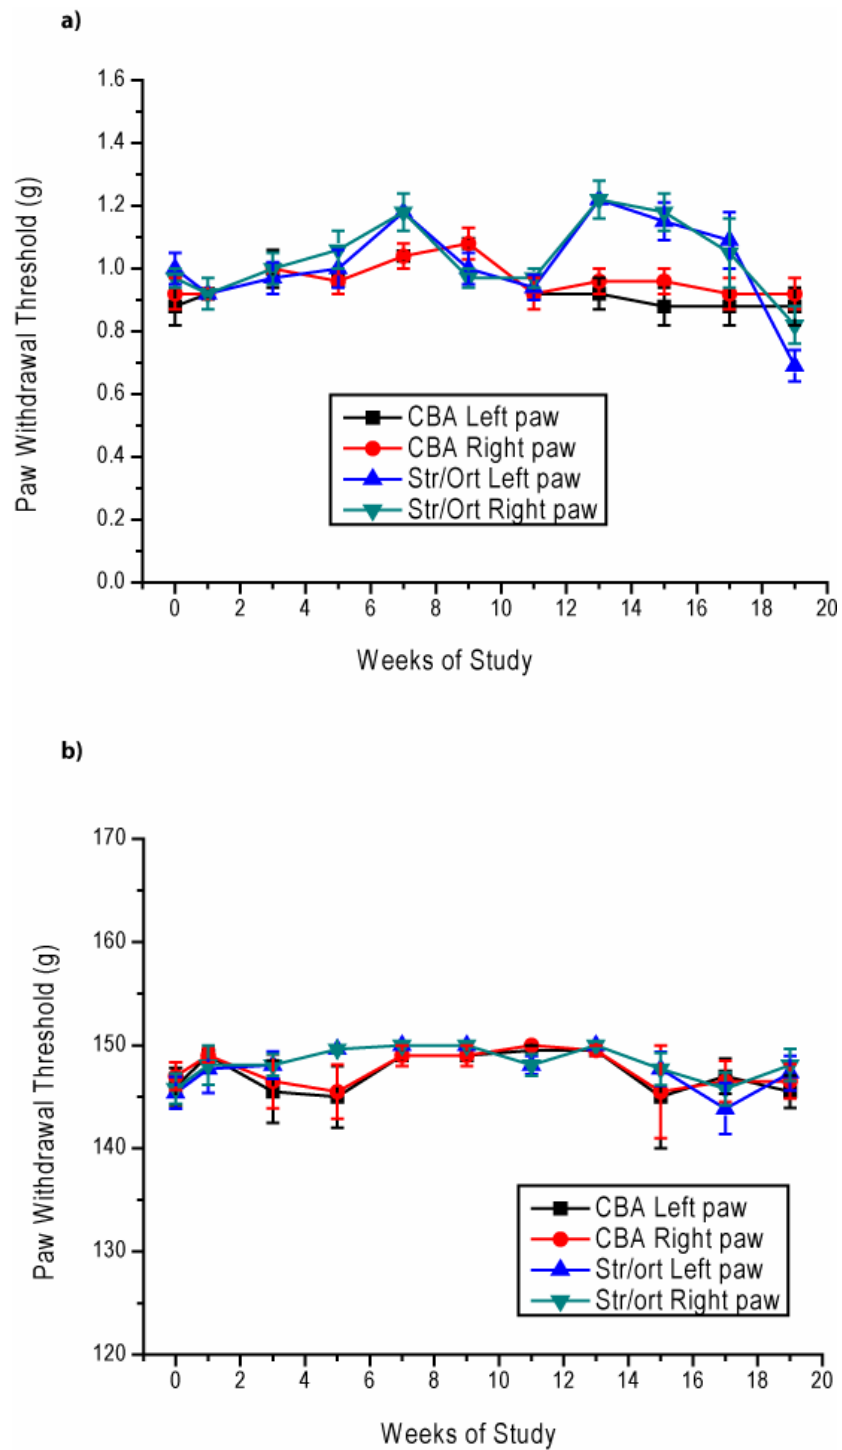 a)
1.6
1.4
1.2
1.0
0.8
0.6
0.4
0.2
0.0
Paw Withdrawal Threshold (g)
CBA Left paw
CBA Right paw
Str/Ort Left paw
Str/Ort Right paw
0 2 4 6 8 10 12 14 16 18 20
Weeks of Study
b)
170
160
150
140
130
120
Paw Withdrawal Threshold (g)
CBA Left paw
CBA Right paw
Str/ort Left paw
Str/ort Right paw
0 2 4 6 8 10 12 14 16 18 20
Weeks of Study